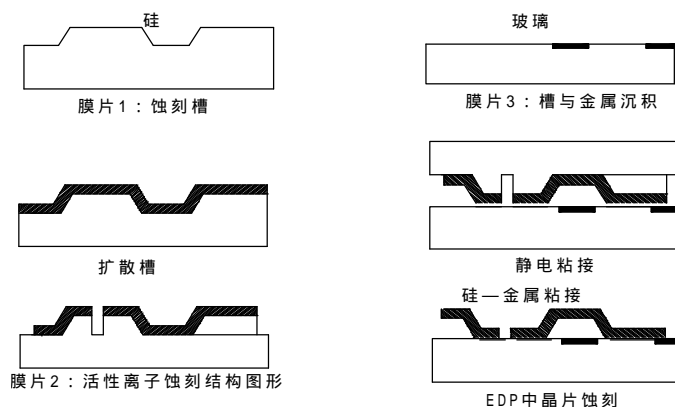 硅
膜片1：蚀刻槽
扩散槽
膜片2：活性离子蚀刻结构图形
玻璃
膜片3：槽与金属沉积
静电粘接
硅—金属粘接
EDP中晶片蚀刻